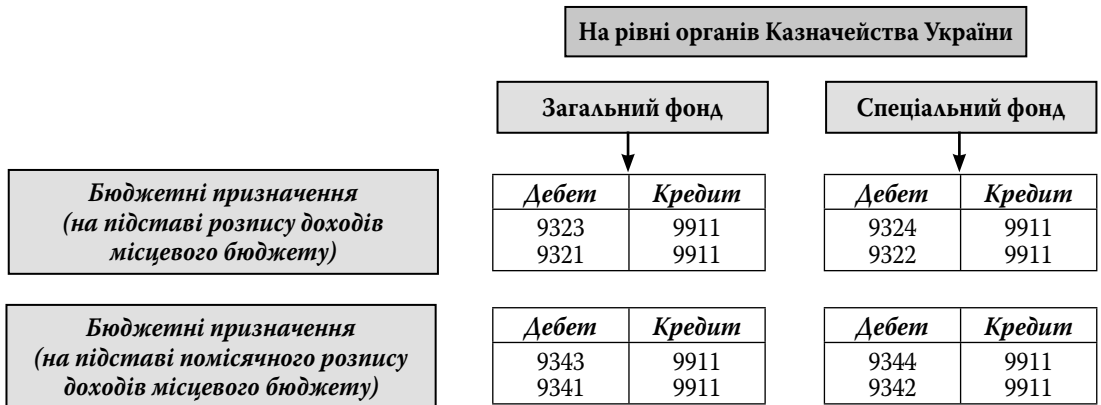 На рівні органів Казначейства України
Загальний фонд
Спеціальний фонд
Бюджетні призначення
(на підставі розпису доходів
місцевого бюджету)
Дебет Кредит
9323 9911
9321 9911
Дебет Кредит
9324 9911
9322 9911
Бюджетні призначення
(на підставі помісячного розпису
доходів місцевого бюджету)
Дебет Кредит
9343 9911
9341 9911
Дебет Кредит
9344 9911
9342 9911